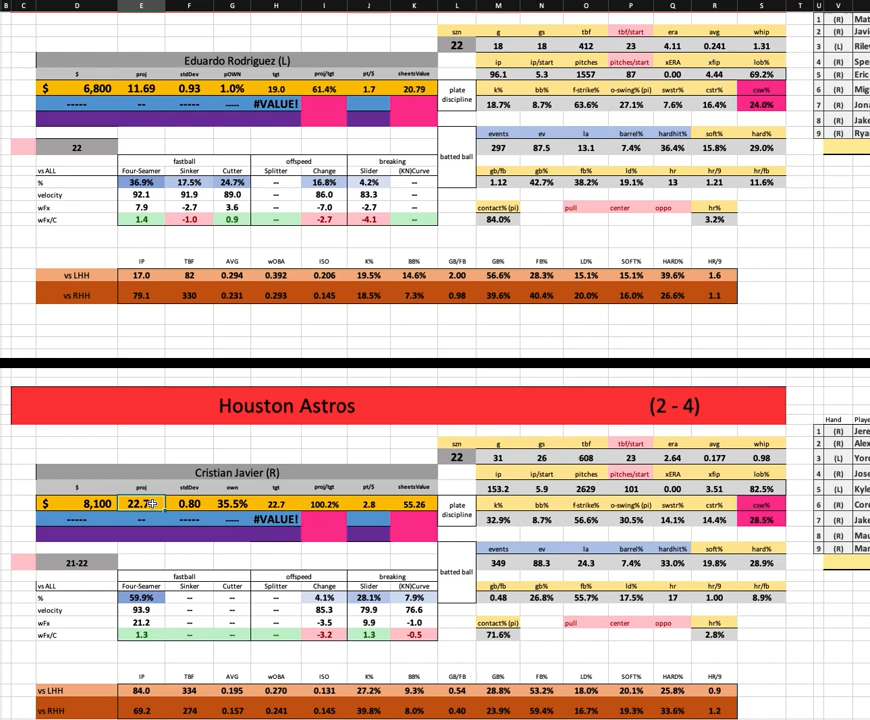 B C D E F G H I J K L M N O P Q R S T U V W
szn g gs tbf tbf/start era avg whip
22 18 18 412 23 4.11 0.241 1.31
1 (R) Mat
2 (R) Javi
3 (L) Riley
4 (R) Spe
5 (R) Eric
6 (R) Mig
7 (R) Jona
8 (R) Jake
9 (R) Rya
ip ip/start pitches pitches/start xERA xfip lob%
96.1 5.3 1557 87 0.00 4.44 69.2%
Eduardo Rodriguez (L)
$ proj stdDev pOWN tgt proj/tgt pt/$ sheetsValue
$ 6,800 11.69 0.93 1.0% 19.0 61.4% 1.7 20.79
----- -- ----- ----- #VALUE!
plate discipline
k% bb% f-strike% o-swing% (pi) swstr% cstr% csw%
18.7% 8.7% 63.6% 27.1% 7.6% 16.4% 24.0%
batted ball
events ev la barrel% hardhit% soft% hard%
297 87.5 13.1 7.4% 36.4% 15.8% 29.0%
gb/fb gb% fb% ld% hr hr/9 hr/fb
1.12 42.7% 38.2% 19.1% 13 1.21 11.6%
contact% (pi) pull center oppo hr%
84.0% 3.2%
22
fastball offspeed breaking
vs ALL Four-Seamer Sinker Cutter Splitter Change Slider (KN)Curve
% 36.9% 17.5% 24.7% -- 16.8% 4.2% --
velocity 92.1 91.9 89.0 -- 86.0 83.3 --
wFx 7.9 -2.7 3.6 -- -7.0 -2.7 --
wFx/C 1.4 -1.0 0.9 -- -2.7 -4.1 --
IP TBF AVG wOBA ISO K% BB% GB/FB GB% FB% LD% SOFT% HARD% HR/9
vs LHH 17.0 82 0.294 0.392 0.206 19.5% 14.6% 2.00 56.6% 28.3% 15.1% 15.1% 39.6% 1.6
vs RHH 79.1 330 0.231 0.293 0.145 18.5% 7.3% 0.98 39.6% 40.4% 20.0% 16.0% 26.6% 1.1
Houston Astros (2 - 4)
Hand Playe
1 (R) Jere
2 (R) Alex
3 (L) Yord
4 (R) Jose
5 (L) Kyle
6 (R) Core
7 (R) Jake
8 (R) Mau
9 (R) Mar
szn g gs tbf tbf/start era avg whip
22 31 26 608 23 2.64 0.177 0.98
ip ip/start pitches pitches/start xERA xfip lob%
153.2 5.9 2629 101 0.00 3.51 82.5%
Cristian Javier (R)
$ proj stdDev own tgt proj/tgt pt/$ sheetsValue
$ 8,100 22.7 0.80 35.5% 22.7 100.2% 2.8 55.26
----- -- ----- ----- #VALUE!
plate discipline
k% bb% f-strike% o-swing% (pi) swstr% cstr% csw%
32.9% 8.7% 56.6% 30.5% 14.1% 14.4% 28.5%
batted ball
events ev la barrel% hardhit% soft% hard%
349 88.3 24.3 7.4% 33.0% 19.8% 28.9%
gb/fb gb% fb% ld% hr hr/9 hr/fb
0.48 26.8% 55.7% 17.5% 17 1.00 8.9%
contact% (pi) pull center oppo hr%
71.6% 2.8%
21-22
fastball offspeed breaking
vs ALL Four-Seamer Sinker Cutter Splitter Change Slider (KN)Curve
% 59.9% -- -- -- 4.1% 28.1% 7.9%
velocity 93.9 -- -- -- 85.3 79.9 76.6
wFx 21.2 -- -- -- -3.5 9.9 -1.0
wFx/C 1.3 -- -- -- -3.2 1.3 -0.5
IP TBF AVG wOBA ISO K% BB% GB/FB GB% FB% LD% SOFT% HARD% HR/9
vs LHH 84.0 334 0.195 0.270 0.131 27.2% 9.3% 0.54 28.8% 53.2% 18.0% 20.1% 25.8% 0.9
vs RHH 69.2 274 0.157 0.241 0.145 39.8% 8.0% 0.40 23.9% 59.4% 16.7% 19.3% 33.6% 1.2